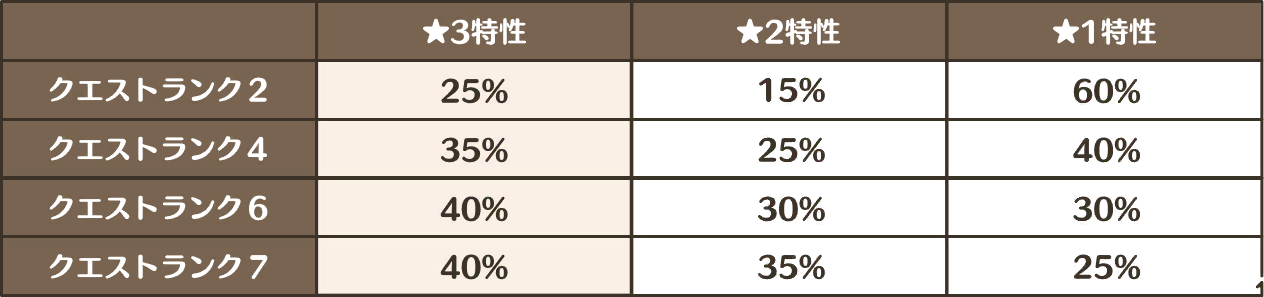 ★3特性 ★2特性 ★1特性
クエストランク2 25% 15% 60%
クエストランク4 35% 25% 40%
クエストランク6 40% 30% 30%
クエストランク7 40% 35% 25%